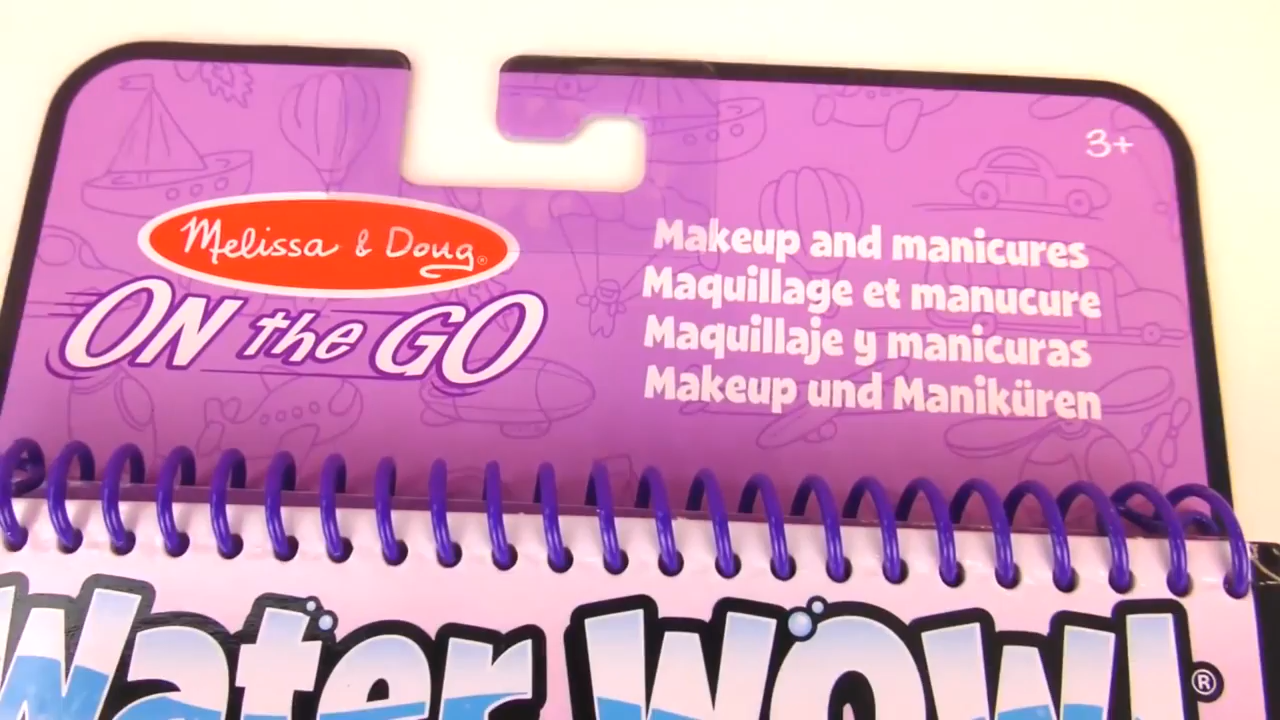 3+
Melissa & Doug®
ON the GO
Makeup and manicures
Maquillage et manucure
Maquillaje y manicuras
Makeup und Maniküren
Water WOW!®